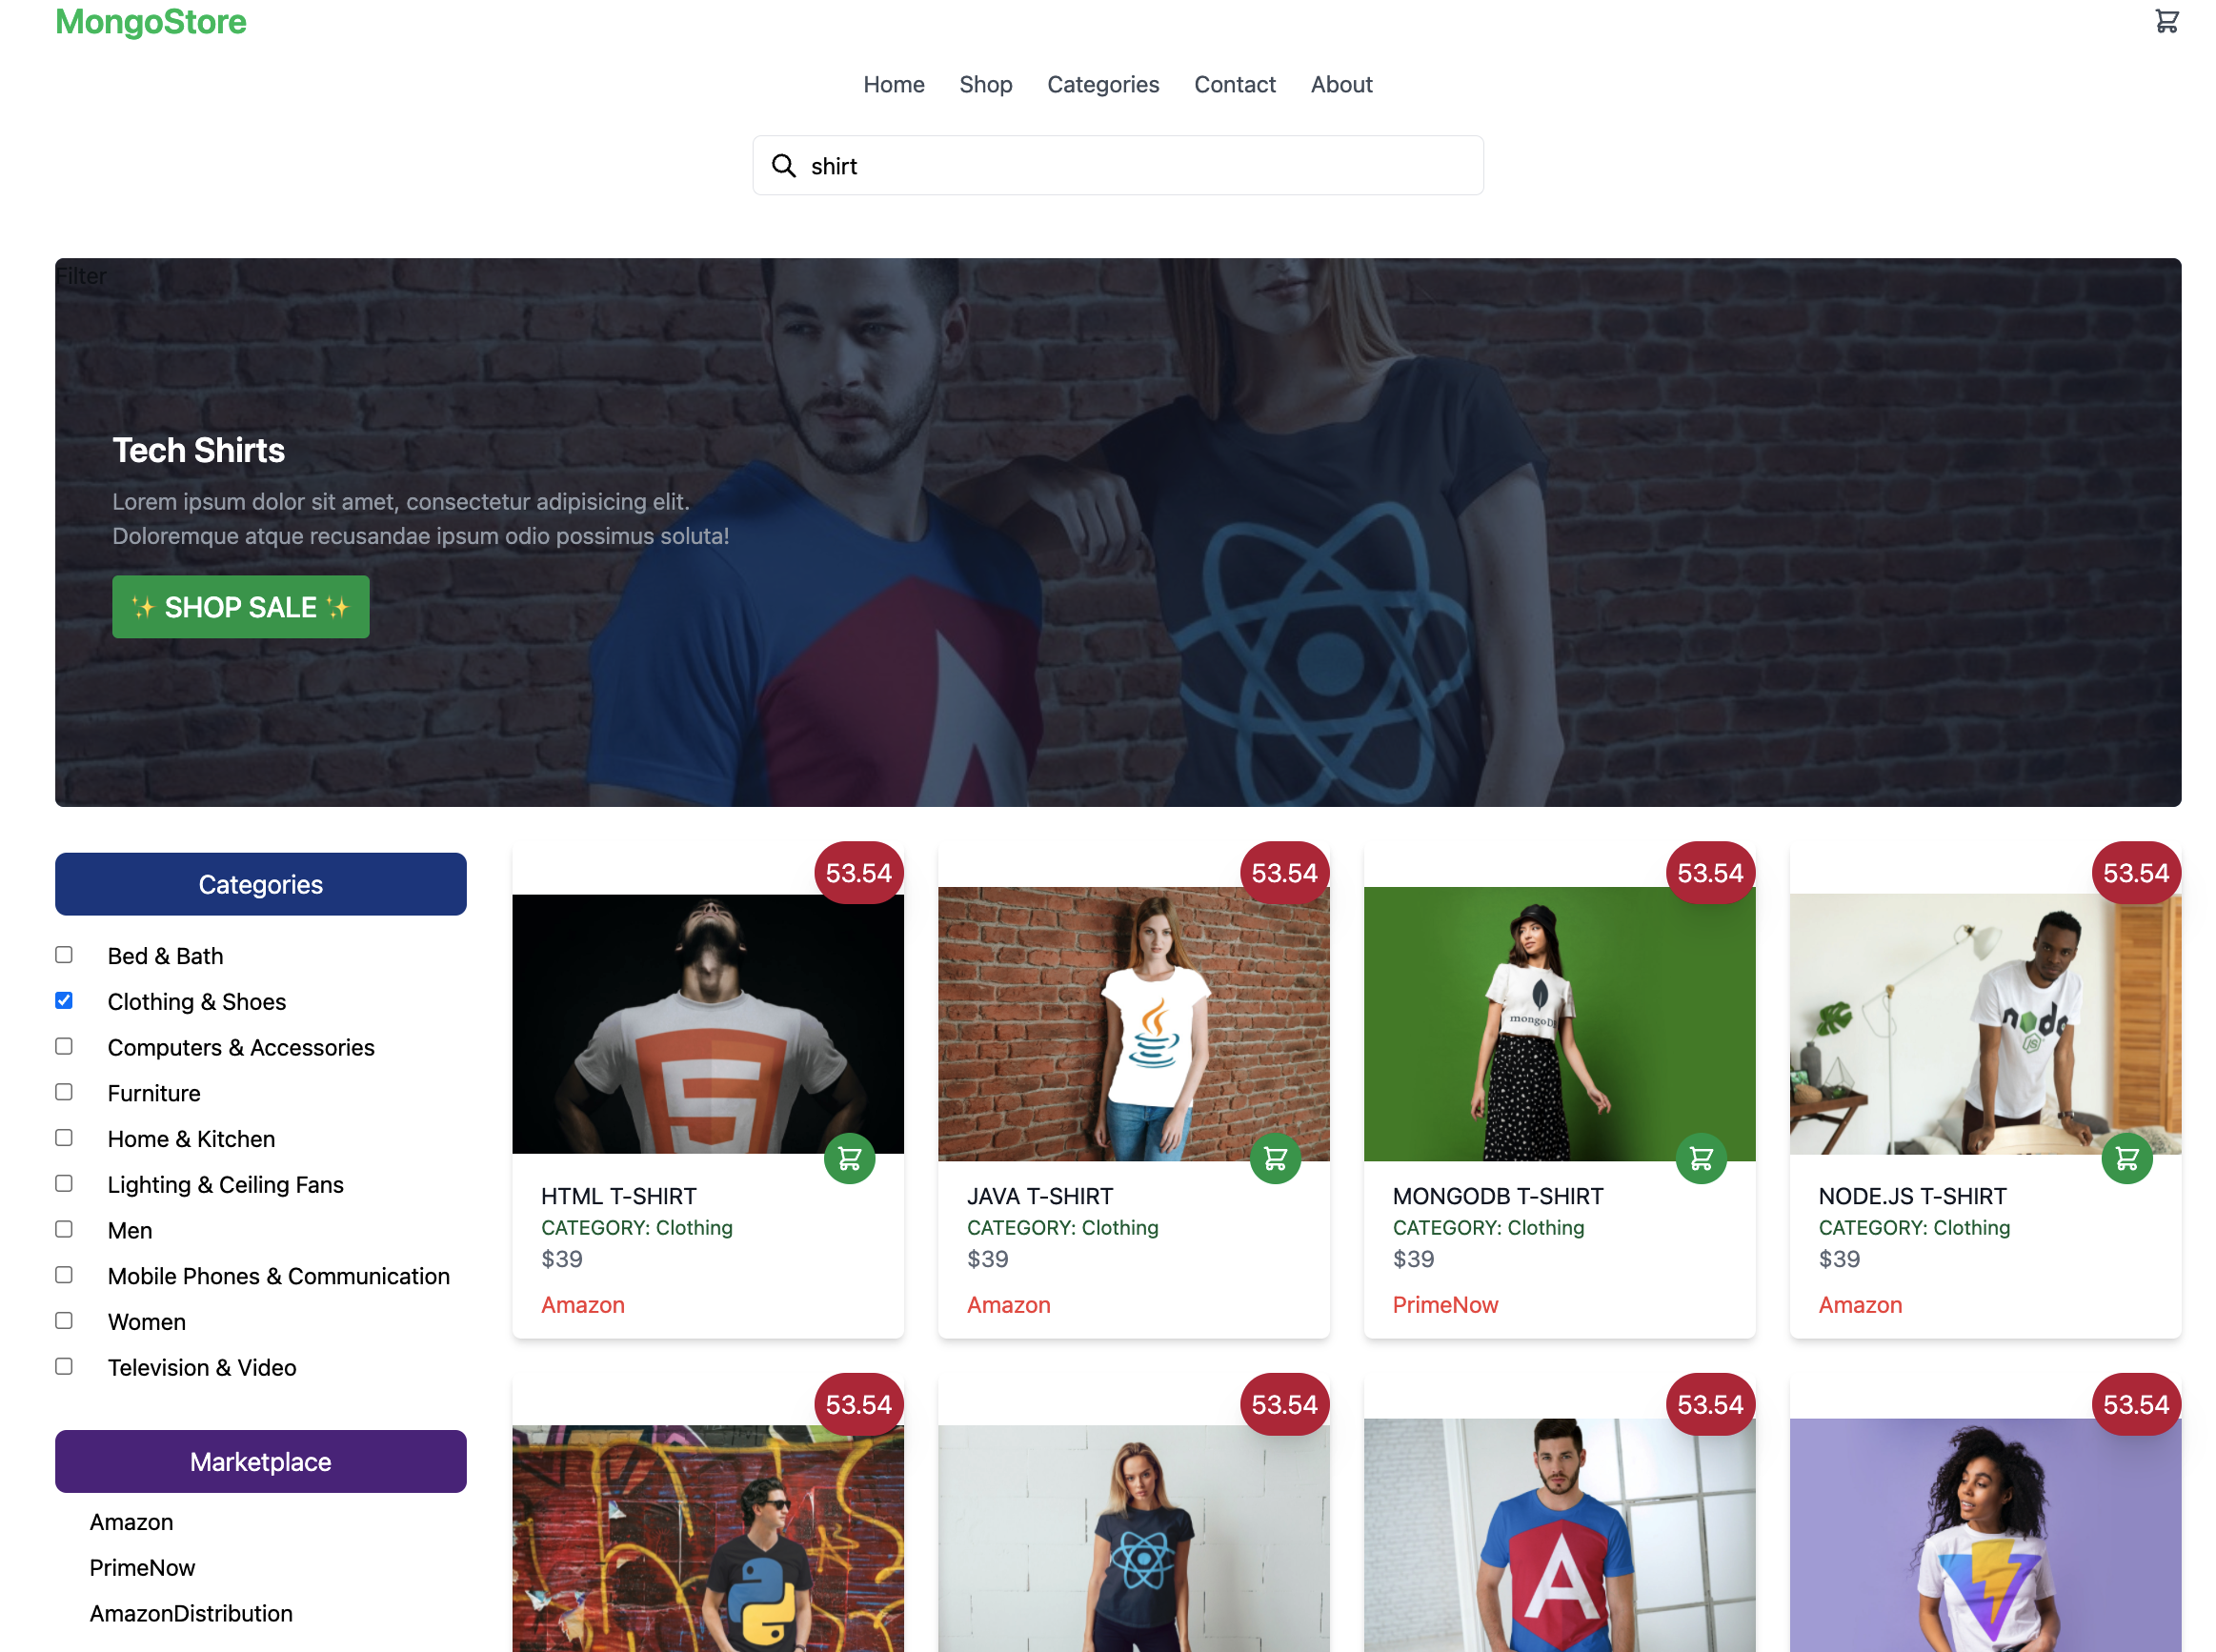 MongoStore
Home Shop Categories Contact About
shirt
Filter
Tech Shirts
Lorem ipsum dolor sit amet, consectetur adipisicing elit.
Doloremque atque recusandae ipsum odio possimus soluta!
✨ SHOP SALE ✨
Categories
Bed & Bath
Clothing & Shoes
Computers & Accessories
Furniture
Home & Kitchen
Lighting & Ceiling Fans
Men
Mobile Phones & Communication
Women
Television & Video
Marketplace
Amazon
PrimeNow
AmazonDistribution
53.54
5
HTML T-SHIRT
CATEGORY: Clothing
$39
Amazon
53.54
JAVA T-SHIRT
CATEGORY: Clothing
$39
Amazon
53.54
mongoDB
MONGODB T-SHIRT
CATEGORY: Clothing
$39
PrimeNow
53.54
node
JS
NODE.JS T-SHIRT
CATEGORY: Clothing
$39
Amazon
53.54
53.54
53.54
A
53.54